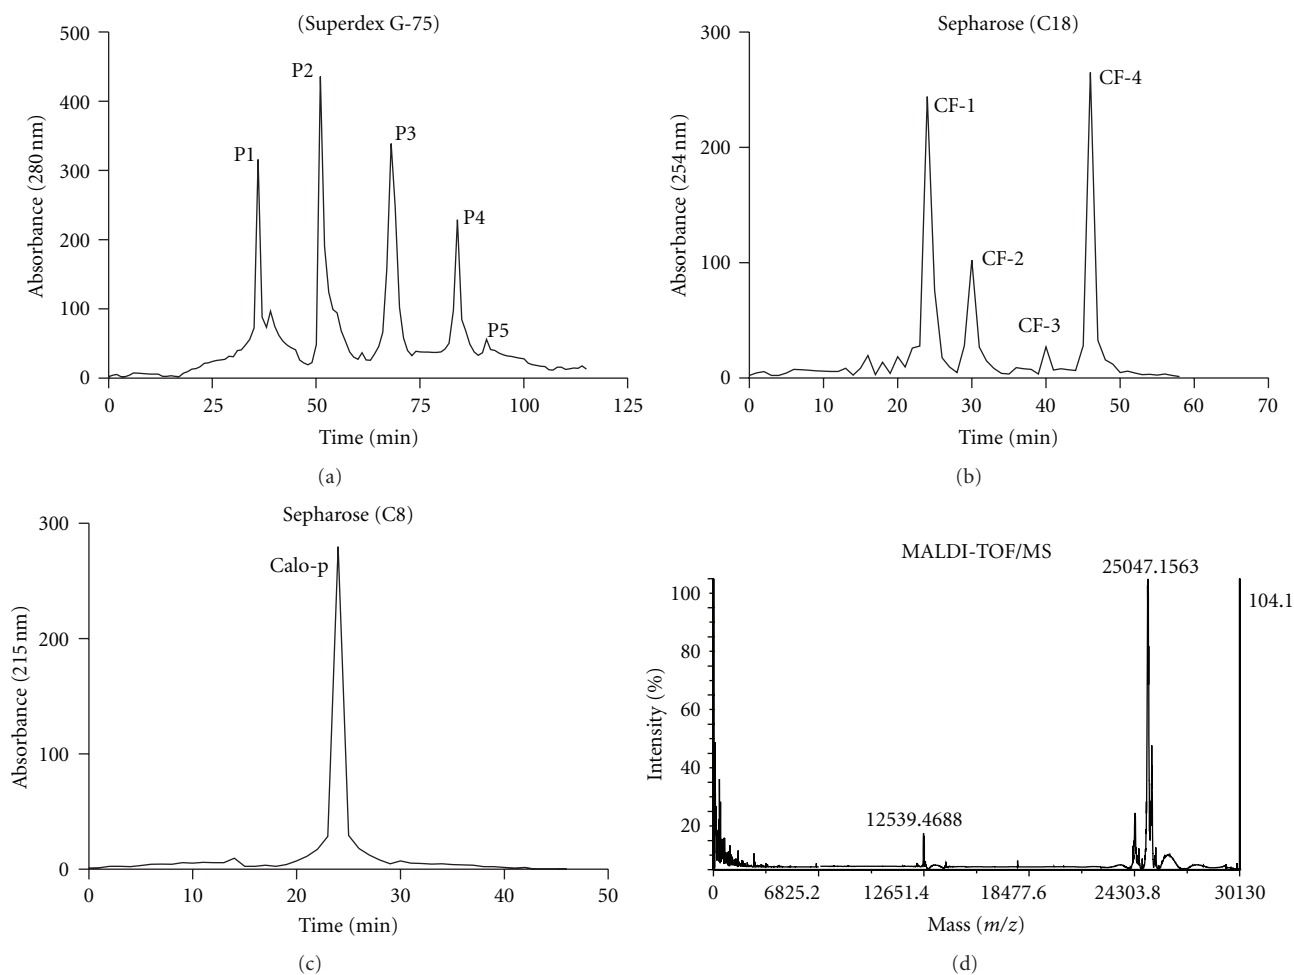 (Superdex G-75)
500
400
300
200
100
0
Absorbance (280 nm)
P1
P2
P3
P4
P5
0 25 50 75 100 125
Time (min)
(a)
Sepharose (C18)
300
200
100
0
Absorbance (254 nm)
CF-1
CF-2
CF-3
CF-4
0 10 20 30 40 50 60 70
Time (min)
(b)
Sepharose (C8)
300
200
100
0
Absorbance (215 nm)
Calo-p
0 10 20 30 40 50
Time (min)
(c)
MALDI-TOF/MS
25047.1563
104.1
100
80
60
40
20
Intensity (%)
12539.4688
0 6825.2 12651.4 18477.6 24303.8 30130
Mass (m/z)
(d)